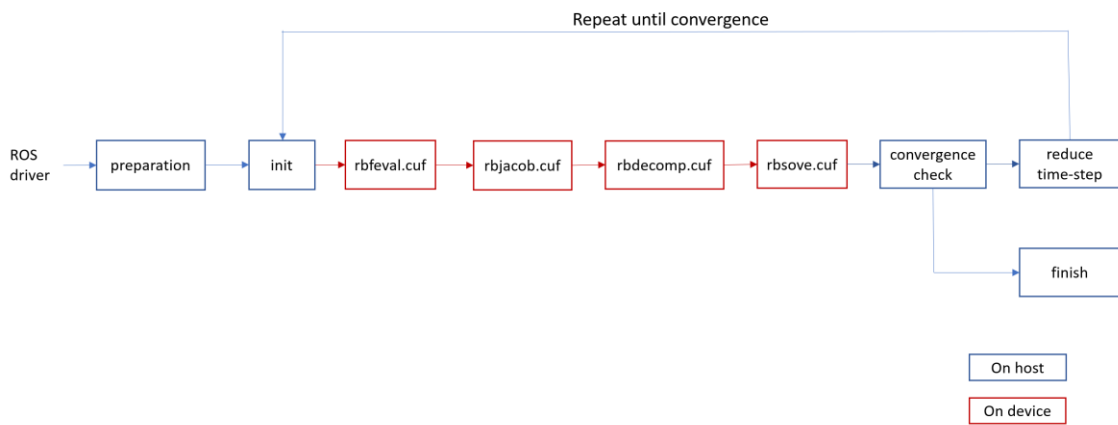 Repeat until convergence
ROS
driver
preparation
init
rbfeval.cuf
rbjacob.cuf
rbdecomp.cuf
rbsove.cuf
convergence
check
reduce
time-step
finish
On host
On device